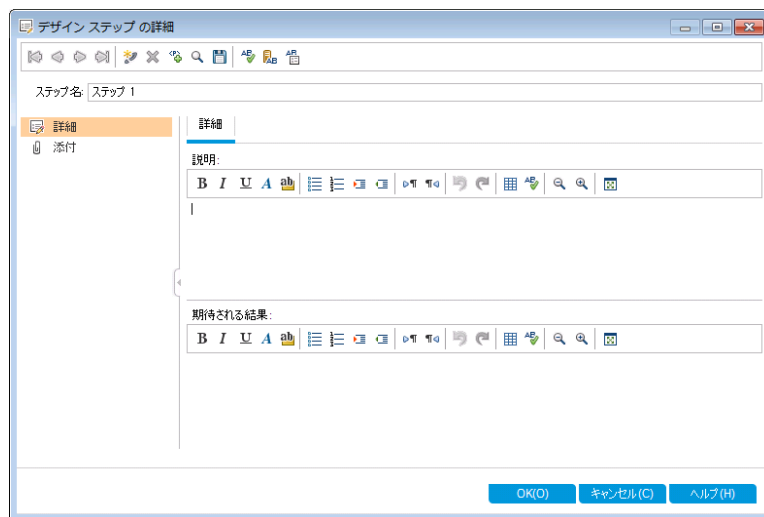 デザイン ステップ の詳細
ステップ名: ステップ 1
詳細
添付
詳細
説明:
B I U A ab
期待される結果:
B I U A ab
OK(O) キャンセル(C) ヘルプ(H)